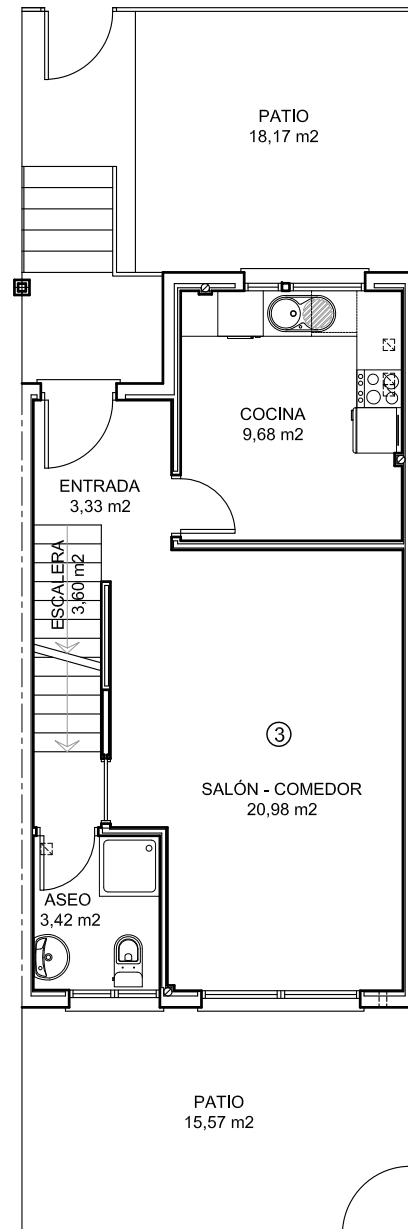 PATIO
18,17 m2
COCINA
9,68 m2
ENTRADA
3,33 m2
ESCALERA
3,60 m2
3
SALÓN - COMEDOR
20,98 m2
ASEO
3,42 m2
PATIO
15,57 m2